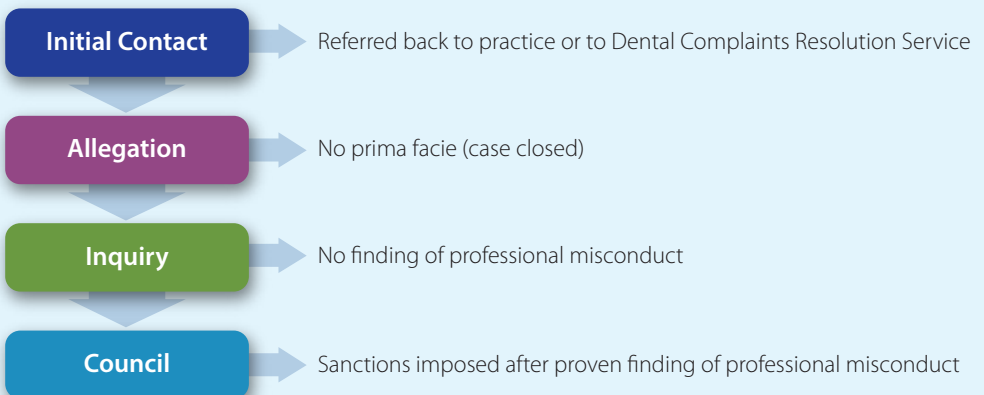 Initial Contact
Referred back to practice or to Dental Complaints Resolution Service
Allegation
No prima facie (case closed)
Inquiry
No finding of professional misconduct
Council
Sanctions imposed after proven finding of professional misconduct